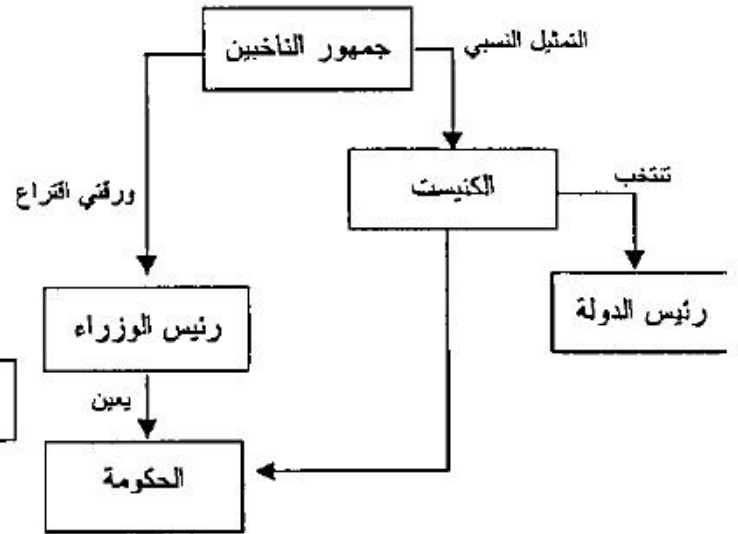 جمهور الناخبين
التمثيل النسبي
الكنيست
تنتخب
ورقتي اقتراع
رئيس الدولة
رئيس الوزراء
يعين
الحكومة